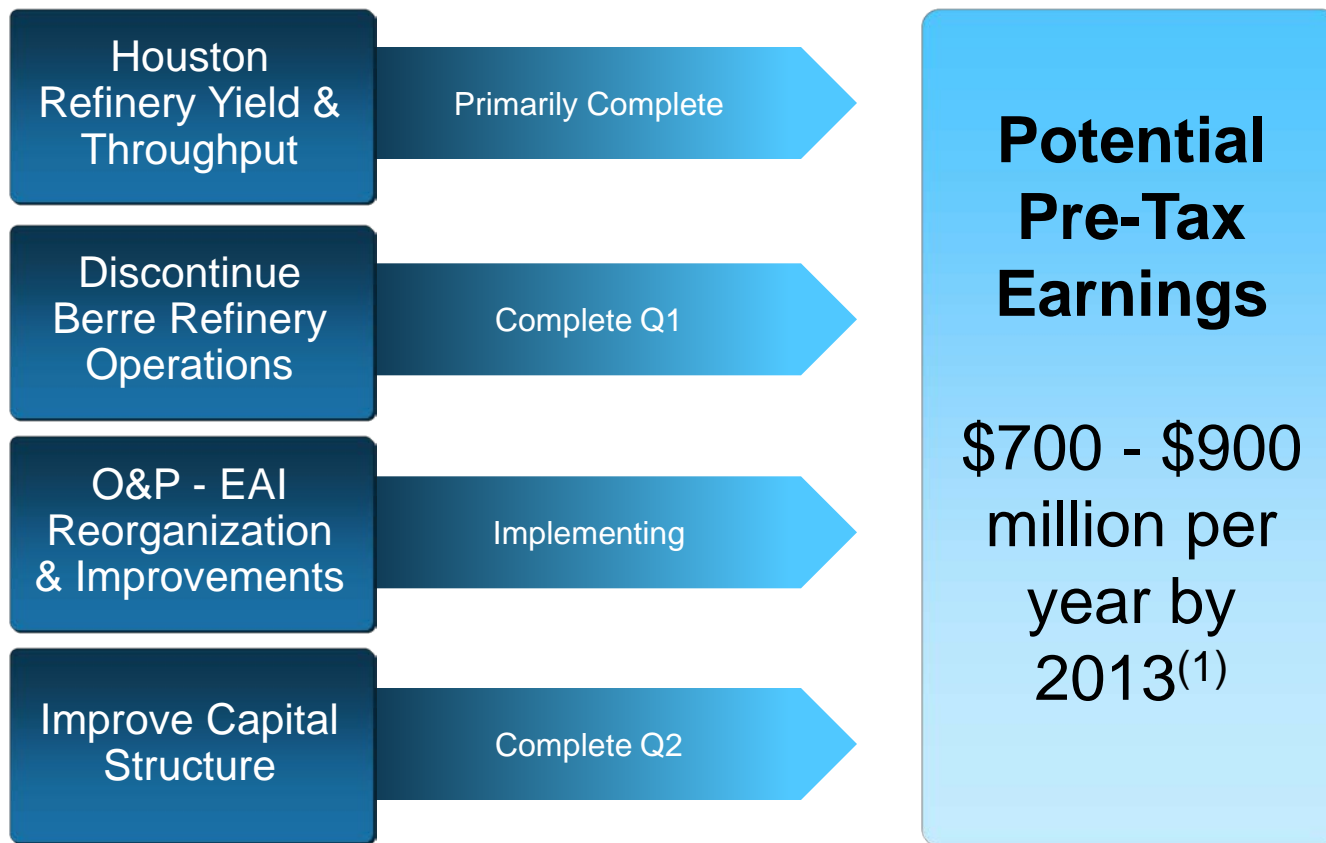 Houston
Refinery Yield &
Throughput
Primarily Complete
Discontinue
Berre Refinery
Operations
Complete Q1
O&P - EAI
Reorganization
& Improvements
Implementing
Improve Capital
Structure
Complete Q2
Potential
Pre-Tax
Earnings
$700 - $900
million per
year by
2013(1)